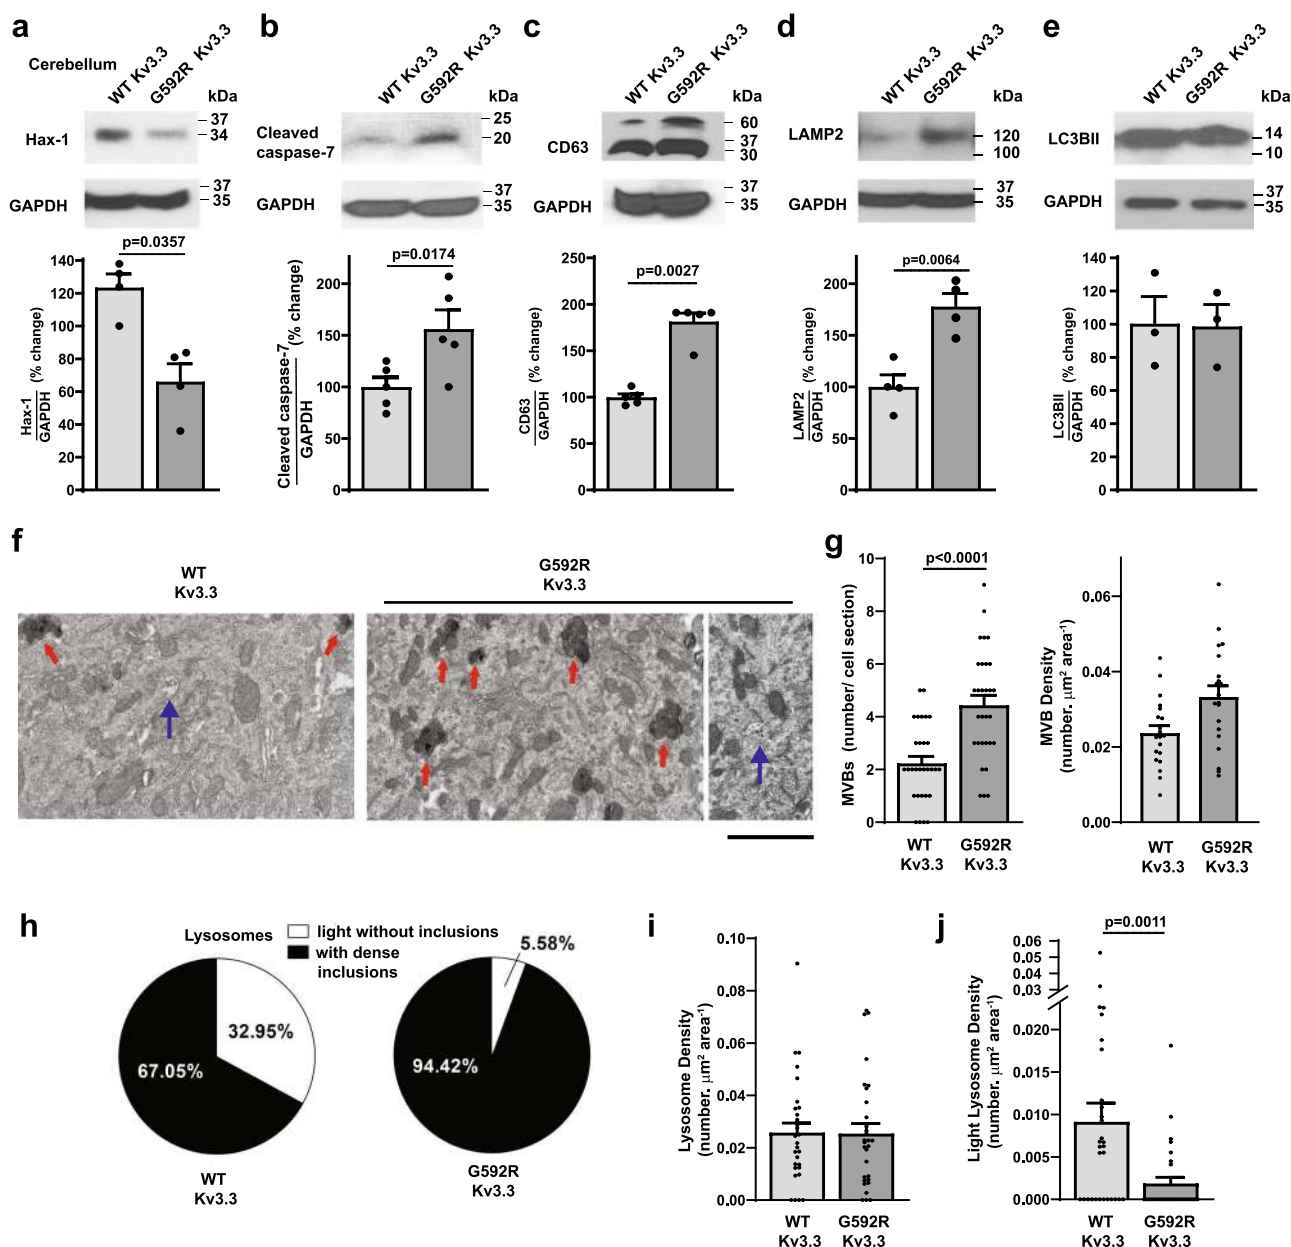 a
Cerebellum
WT Kv3.3
G592R Kv3.3
kDa
Hax-1
37
34
GAPDH
37
35
p=0.0357
Hax-1
GAPDH
(% change)
140
120
100
80
60
40
20
0
b
WT Kv3.3
G592R Kv3.3
kDa
Cleaved
caspase-7
25
20
GAPDH
37
35
p=0.0174
Cleaved caspase-7
GAPDH
(% change)
200
150
100
50
0
c
WT Kv3.3
G592R Kv3.3
kDa
CD63
60
37
30
GAPDH
37
35
p=0.0027
CD63
GAPDH
(% change)
250
200
150
100
50
0
d
WT Kv3.3
G592R Kv3.3
kDa
LAMP2
120
100
GAPDH
37
35
p=0.0064
LAMP2
GAPDH
(% change)
200
150
100
50
0
e
WT Kv3.3
G592R Kv3.3
kDa
LC3BII
14
10
GAPDH
37
35
LC3BII
GAPDH
(% change)
140
120
100
80
60
40
20
0
f
WT
Kv3.3
G592R
Kv3.3
g
p<0.0001
MVBs (number/ cell section)
10
8
6
4
2
0
WT
Kv3.3
G592R
Kv3.3
MVB Density
(number. µm² area⁻¹)
0.06
0.04
0.02
0.00
WT
Kv3.3
G592R
Kv3.3
h
Lysosomes
light without inclusions
with dense
inclusions
32.95%
67.05%
WT
Kv3.3
5.58%
94.42%
G592R
Kv3.3
i
Lysosome Density
(number. µm² area⁻¹)
0.10
0.08
0.06
0.04
0.02
0.00
WT
Kv3.3
G592R
Kv3.3
j
p=0.0011
Light Lysosome Density
(number. µm² area⁻¹)
0.06
0.05
0.04
0.03
0.020
0.015
0.010
0.005
0.000
WT
Kv3.3
G592R
Kv3.3